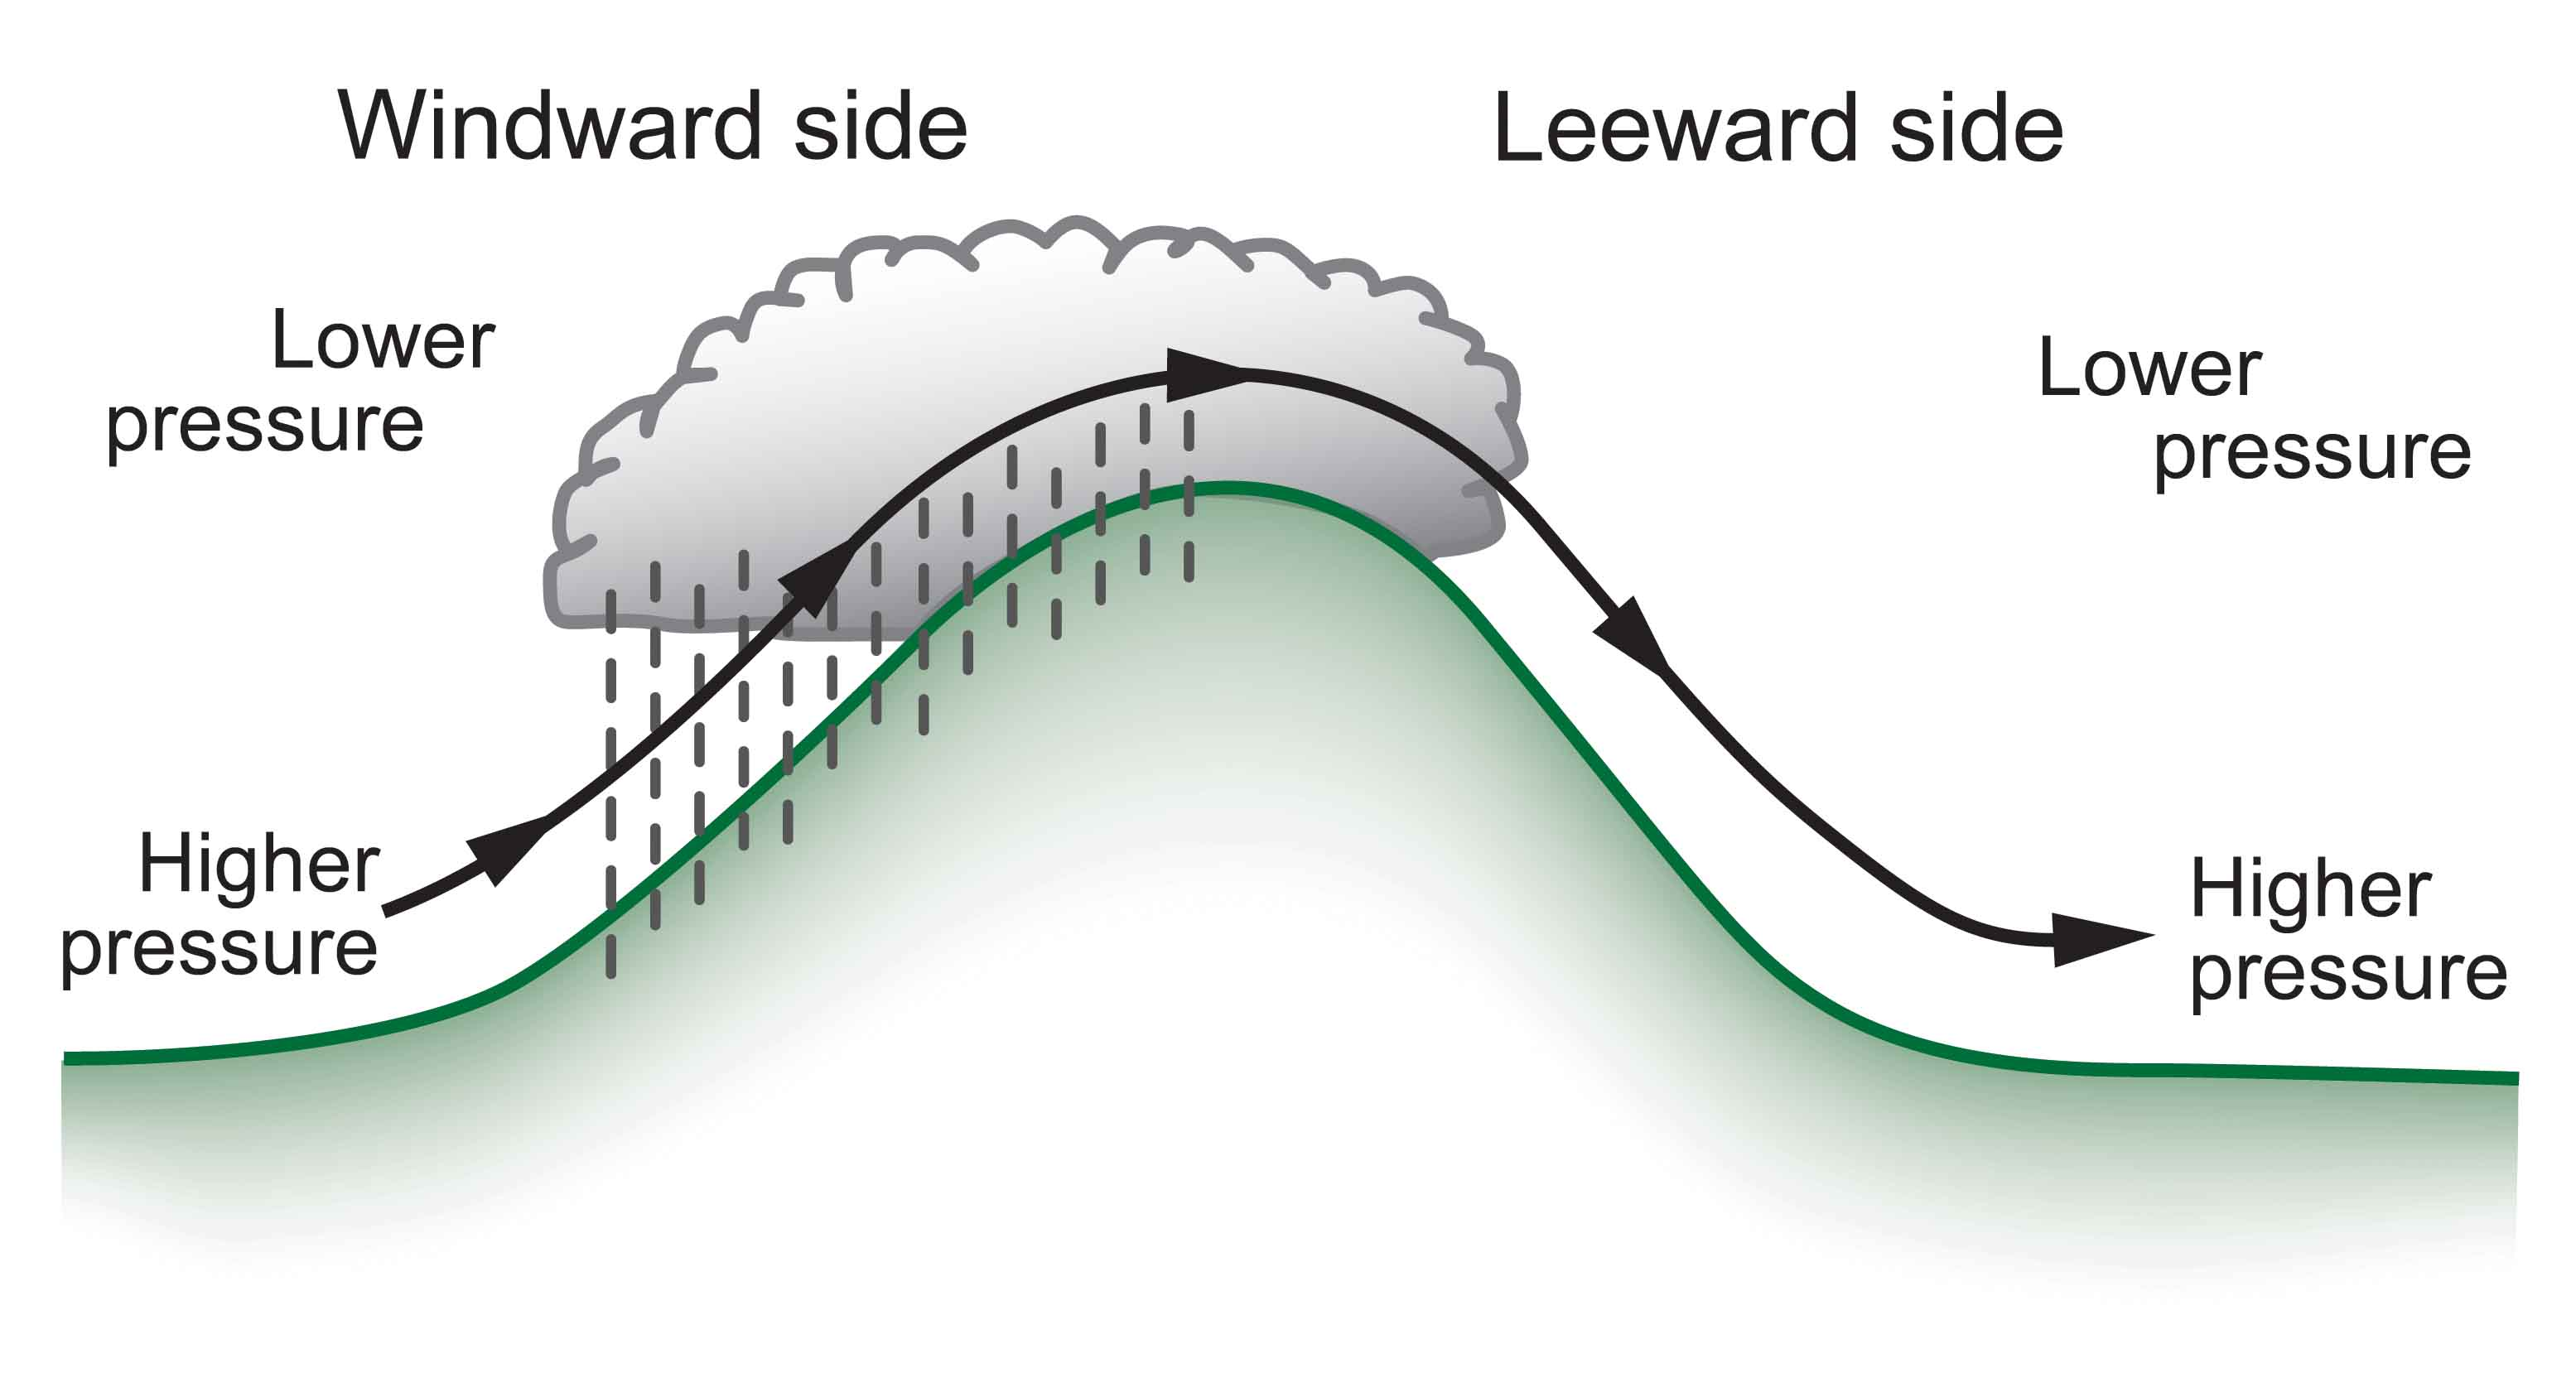 Windward side
Leeward side
Lower
pressure
Lower
pressure
Higher
pressure
Higher
pressure